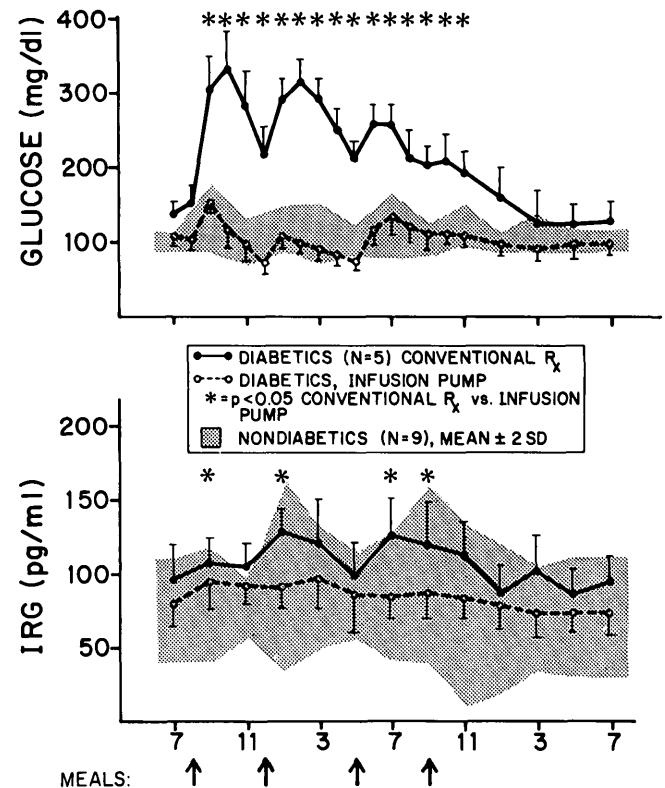 ***************
400
300
200
100
GLUCOSE (mg/dl)
DIABETICS (N=5) CONVENTIONAL Rx
DIABETICS, INFUSION PUMP
*=p<0.05 CONVENTIONAL Rx vs. INFUSION
PUMP
NONDIABETICS (N=9), MEAN ± 2 SD
* * * *
200
150
100
50
IRG (pg/ml)
7 11 3 7 11 3 7
MEALS: ↑ ↑ ↑ ↑